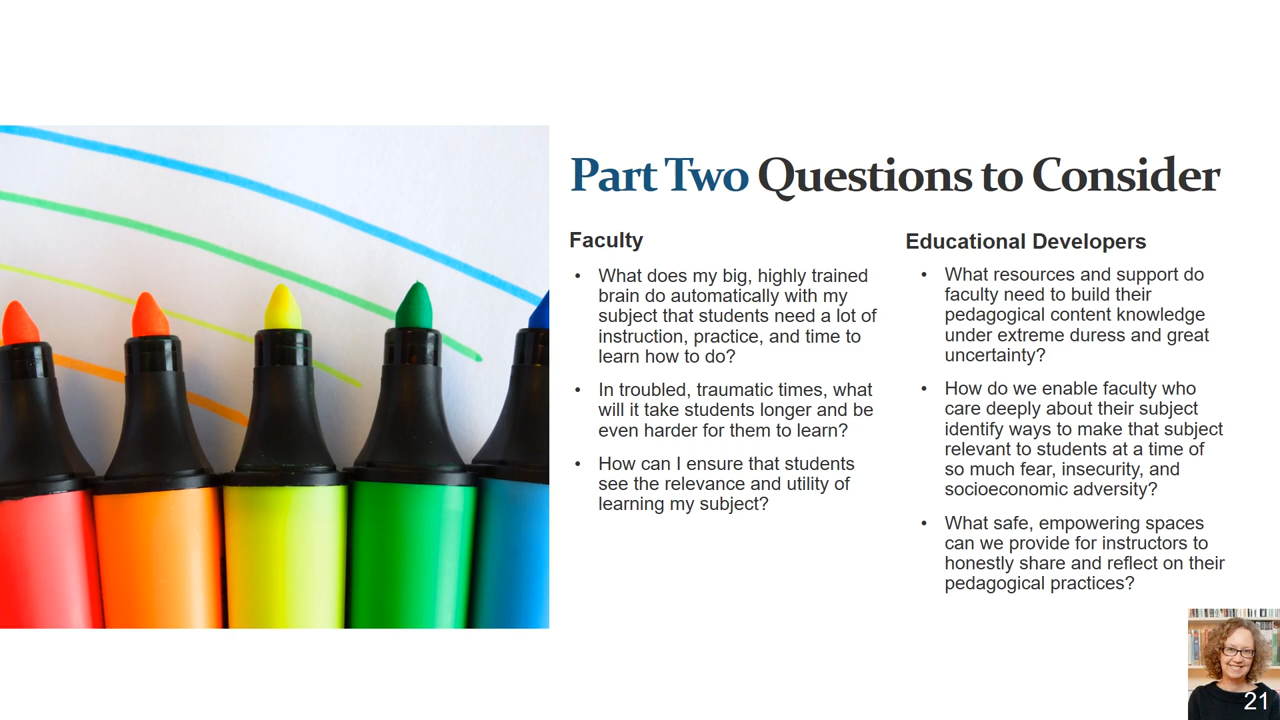 Part Two Questions to Consider
Faculty
• What does my big, highly trained
brain do automatically with my
subject that students need a lot of
instruction, practice, and time to
learn how to do?
• In troubled, traumatic times, what
will it take students longer and be
even harder for them to learn?
• How can I ensure that students
see the relevance and utility of
learning my subject?
Educational Developers
• What resources and support do
faculty need to build their
pedagogical content knowledge
under extreme duress and great
uncertainty?
• How do we enable faculty who
care deeply about their subject
identify ways to make that subject
relevant to students at a time of
so much fear, insecurity, and
socioeconomic adversity?
• What safe, empowering spaces
can we provide for instructors to
honestly share and reflect on their
pedagogical practices?
21